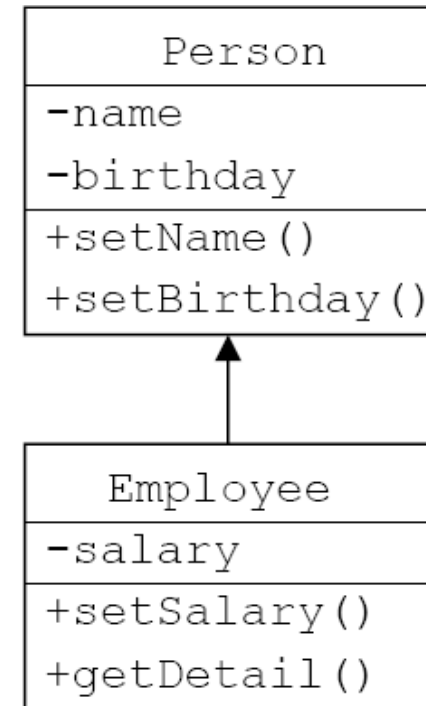 Person
-name
-birthday
+setName()
+setBirthday()
Employee
-salary
+setSalary()
+getDetail()